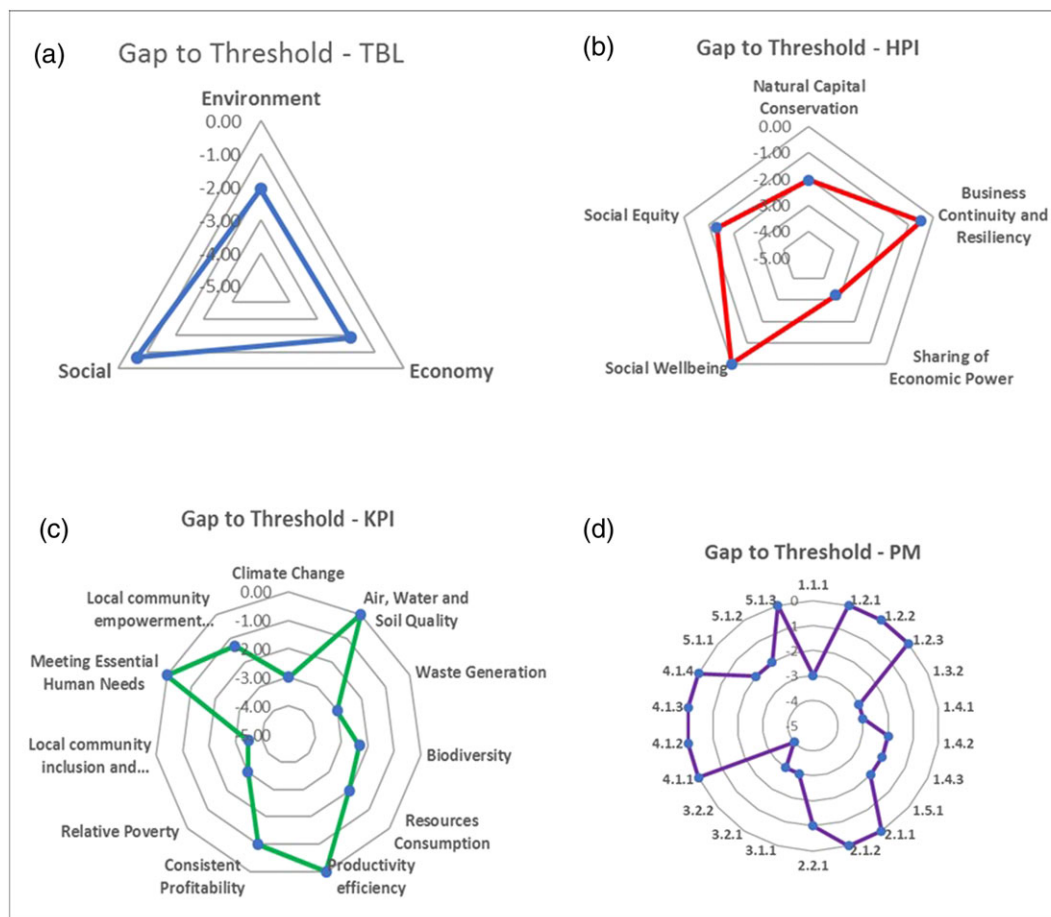 (a)
Gap to Threshold - TBL
Environment
0.00
-1.00
-2.00
-3.00
-4.00
-5.00
Social
Economy
(b)
Gap to Threshold - HPI
Natural Capital
Conservation
0.00
-1.00
-2.00
-3.00
-4.00
-5.00
Social Equity
Business
Continuity and
Resiliency
Social Wellbeing
Sharing of
Economic Power
(c)
Gap to Threshold - KPI
Climate Change
0.00
-1.00
-2.00
-3.00
-4.00
Air, Water and
Soil Quality
Waste Generation
Biodiversity
Resources
Consumption
Productivity
efficiency
Consistent
Profitability
Relative Poverty
Local community
inclusion and...
Meeting Essential
Human Needs
Local community
empowerment...
(d)
Gap to Threshold - PM
0
-1
-2
-3
-4
-5
1.1.1
1.2.1
1.2.2
1.2.3
1.3.2
1.4.1
1.4.2
1.4.3
1.5.1
2.1.1
2.1.2
2.2.1
3.1.1
3.2.1
3.2.2
4.1.1
4.1.2
4.1.3
4.1.4
5.1.1
5.1.2
5.1.3